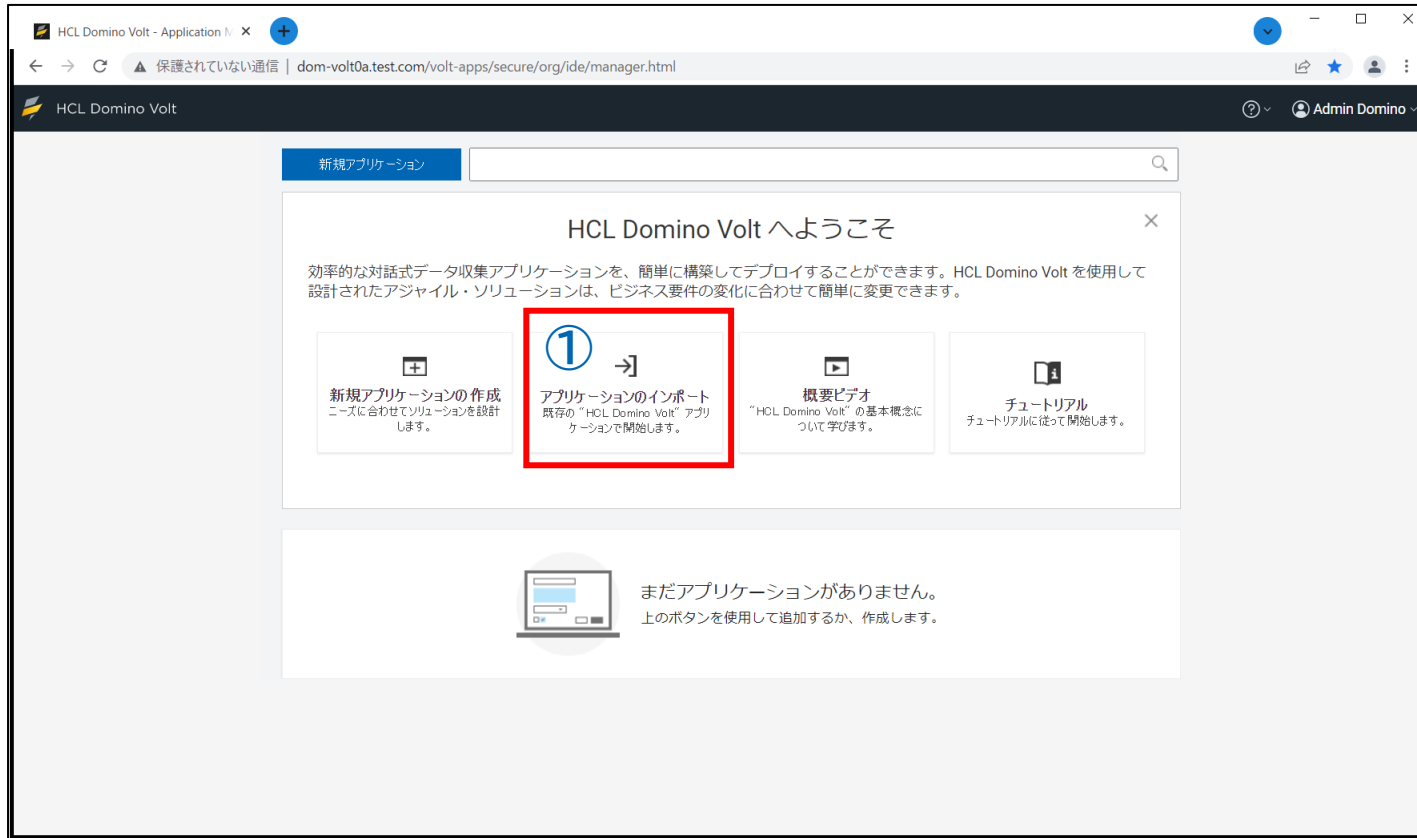 HCL Domino Volt - Application M
保護されていない通信 | dom-volt0a.test.com/volt-apps/secure/org/ide/manager.html
HCL Domino Volt
Admin Domino
新規アプリケーション
HCL Domino Volt へようこそ
効率的な対話式データ収集アプリケーションを、簡単に構築してデプロイすることができます。HCL Domino Volt を使用して
設計されたアジャイル・ソリューションは、ビジネス要件の変化に合わせて簡単に変更できます。
①
新規アプリケーションの作成
ニーズに合わせてソリューションを設計
します。
アプリケーションのインポート
既存の "HCL Domino Volt" アプリ
ケーションで開始します。
概要ビデオ
"HCL Domino Volt" の基本概念に
ついて学びます。
チュートリアル
チュートリアルに従って開始します。
まだアプリケーションがありません。
上のボタンを使用して追加するか、作成します。